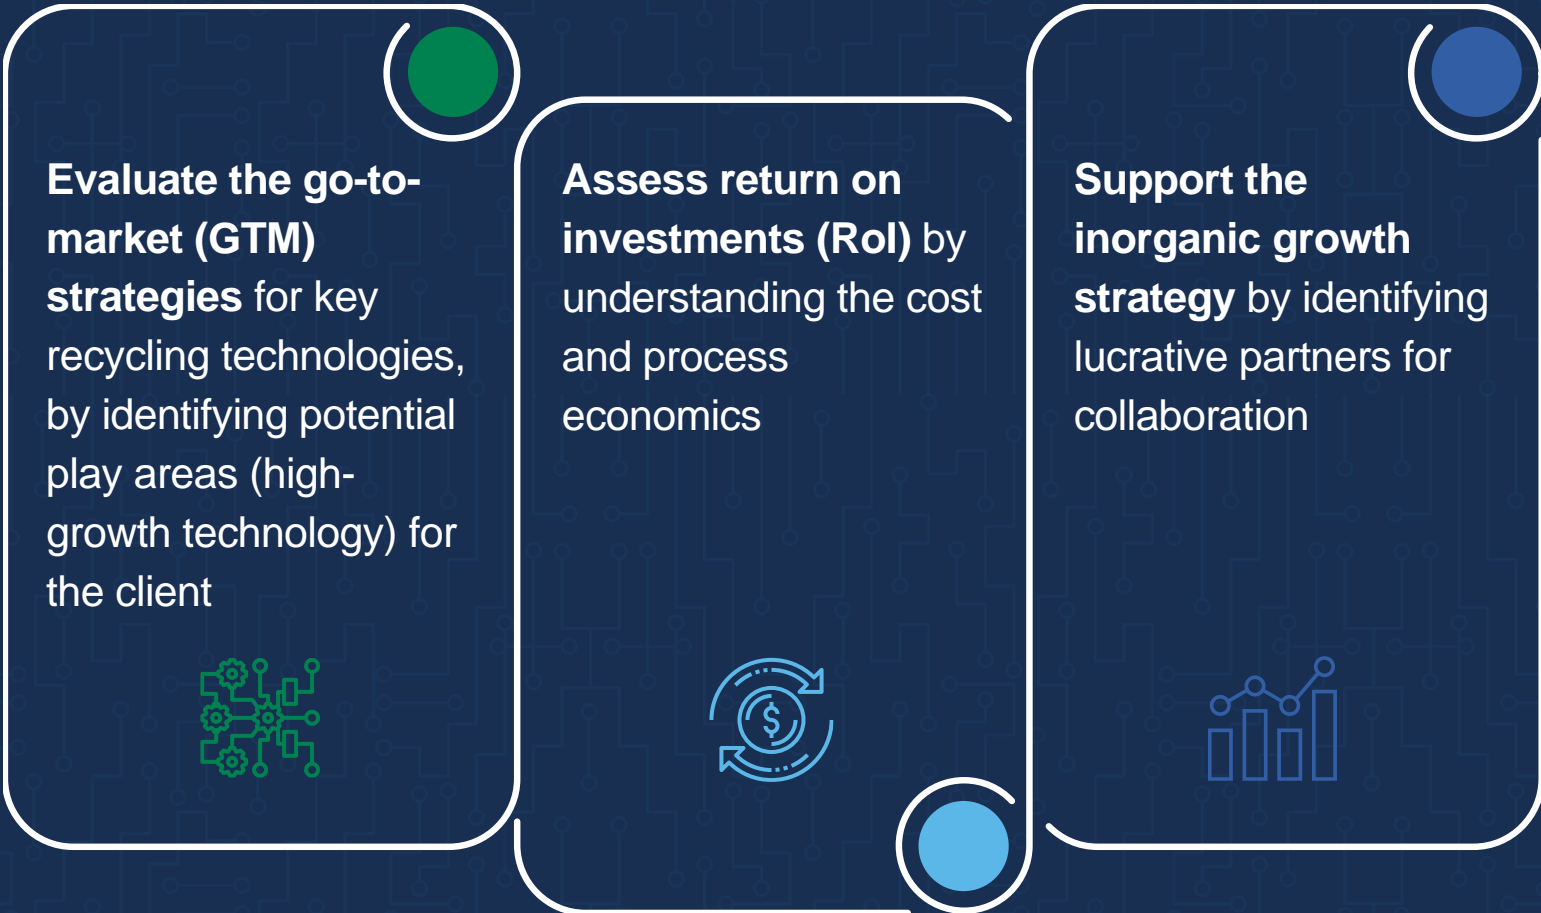 Evaluate the go-to-
market (GTM)
strategies for key
recycling technologies,
by identifying potential
play areas (high-
growth technology) for
the client
Assess return on
investments (RoI) by
understanding the cost
and process
economics
$
Support the
inorganic growth
strategy by identifying
lucrative partners for
collaboration